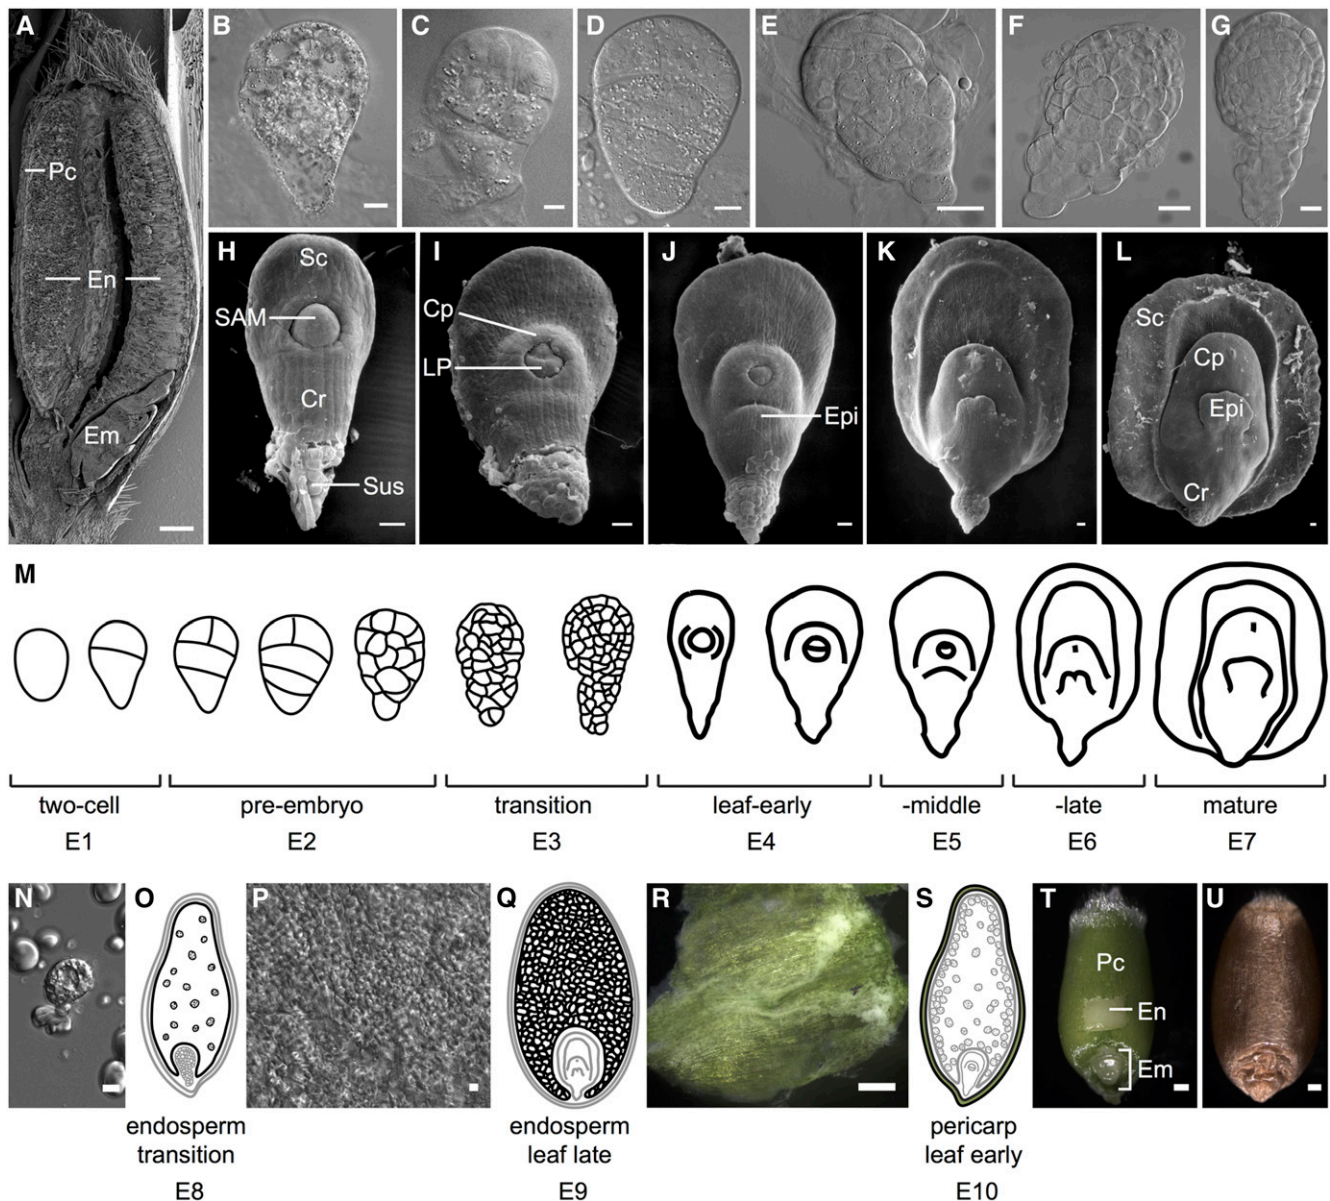 A
B
C
D
E
F
G
Pc
En
Em
H
Sc
SAM
Cr
Sus
I
Cp
LP
J
Epi
K
L
Sc
Cp
Epi
Cr
M
two-cell
pre-embryo
transition
leaf-early
-middle
-late
mature
E1
E2
E3
E4
E5
E6
E7
N
O
P
Q
R
S
T
U
Pc
En
Em
endosperm
transition
E8
endosperm
leaf late
E9
pericarp
leaf early
E10